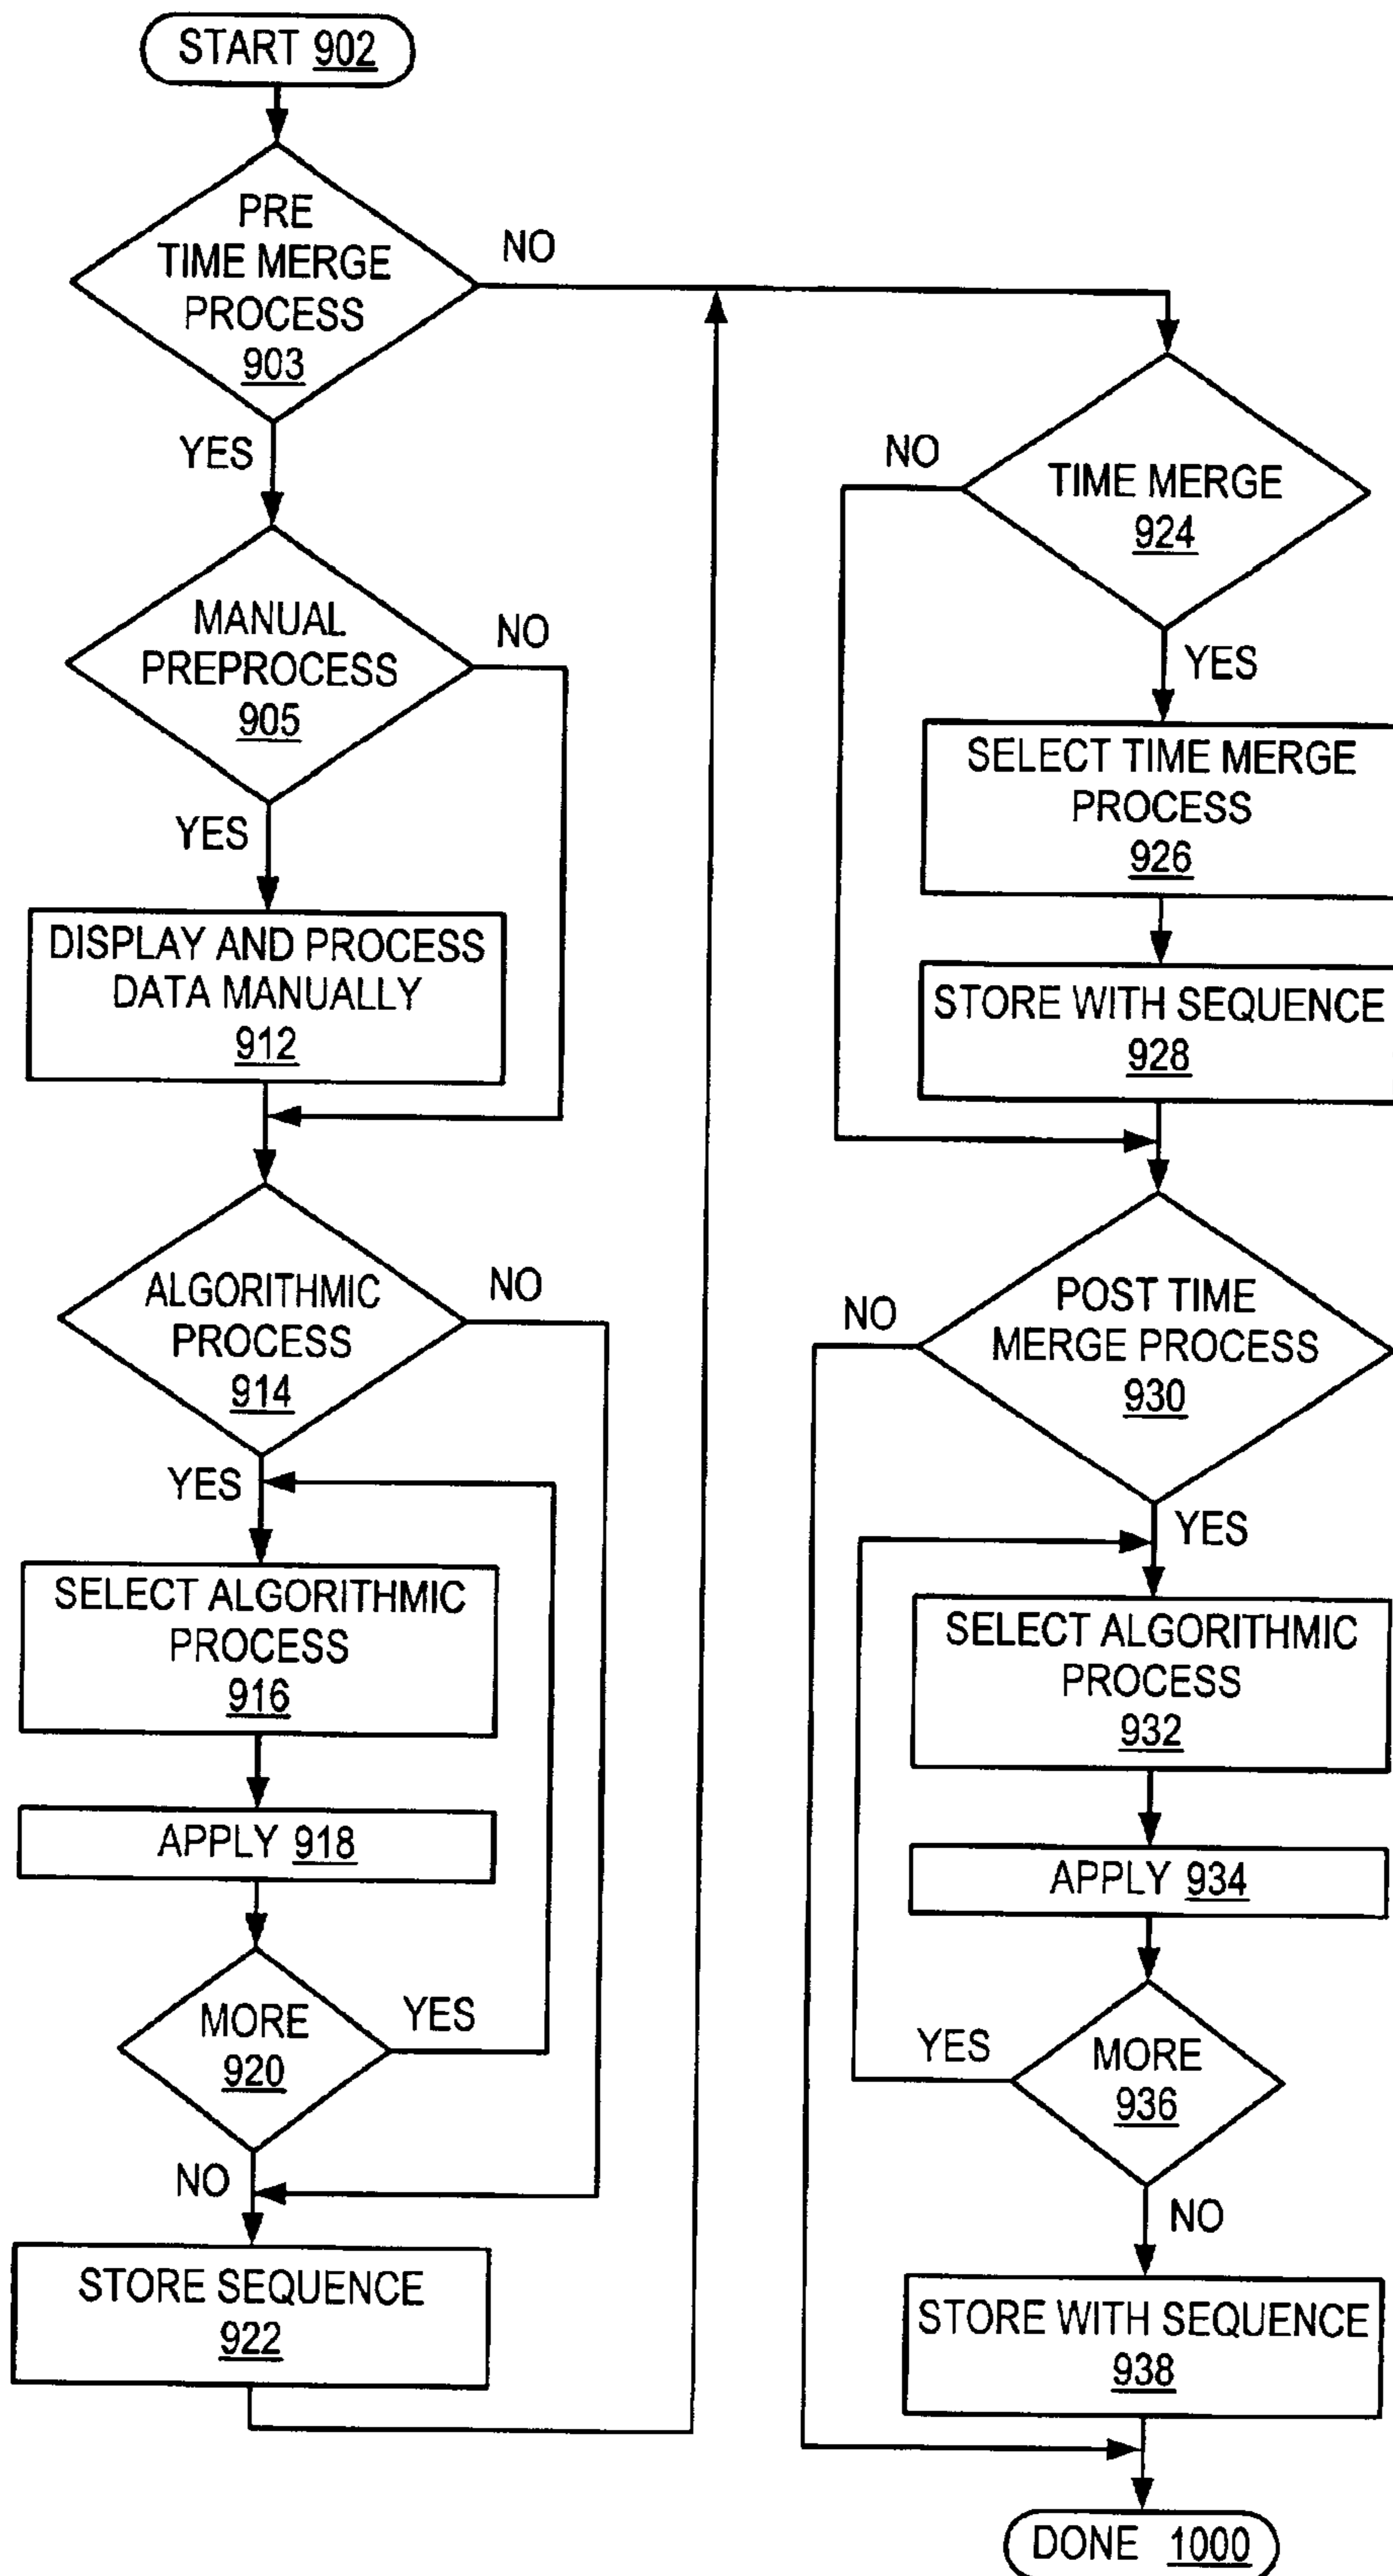 START 902
PRE
TIME MERGE
PROCESS
903
NO
YES
MANUAL
PREPROCESS
905
NO
YES
DISPLAY AND PROCESS
DATA MANUALLY
912
ALGORITHMIC
PROCESS
914
NO
YES
SELECT ALGORITHMIC
PROCESS
916
APPLY 918
MORE
920
YES
NO
STORE SEQUENCE
922
TIME MERGE
924
NO
YES
SELECT TIME MERGE
PROCESS
926
STORE WITH SEQUENCE
928
POST TIME
MERGE PROCESS
930
NO
YES
SELECT ALGORITHMIC
PROCESS
932
APPLY 934
MORE
936
YES
NO
STORE WITH SEQUENCE
938
DONE 1000